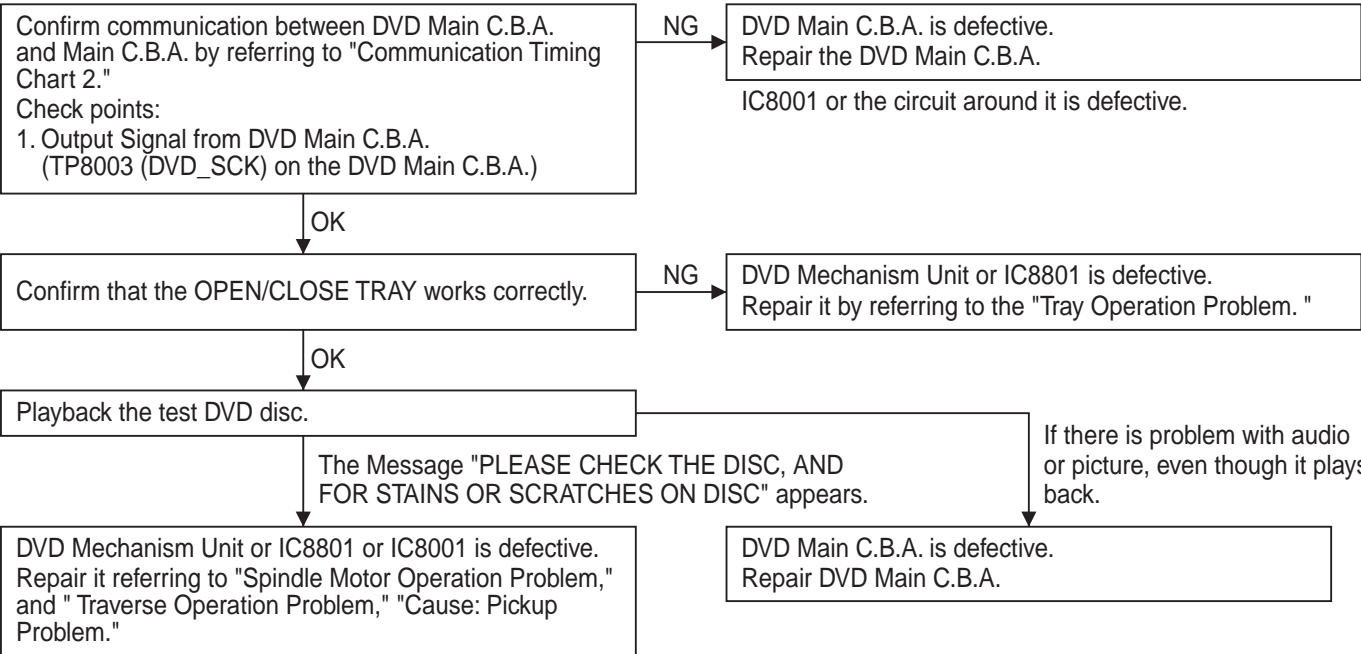 Confirm communication between DVD Main C.B.A.
and Main C.B.A. by referring to "Communication Timing
Chart 2."
Check points:
1. Output Signal from DVD Main C.B.A.
(TP8003 (DVD_SCK) on the DVD Main C.B.A.)
NG
DVD Main C.B.A. is defective.
Repair the DVD Main C.B.A.
IC8001 or the circuit around it is defective.
OK
Confirm that the OPEN/CLOSE TRAY works correctly.
NG
DVD Mechanism Unit or IC8801 is defective.
Repair it by referring to the "Tray Operation Problem. "
OK
Playback the test DVD disc.
The Message "PLEASE CHECK THE DISC, AND
FOR STAINS OR SCRATCHES ON DISC" appears.
If there is problem with audio
or picture, even though it plays
back.
DVD Mechanism Unit or IC8801 or IC8001 is defective.
Repair it referring to "Spindle Motor Operation Problem,"
and " Traverse Operation Problem," "Cause: Pickup
Problem."
DVD Main C.B.A. is defective.
Repair DVD Main C.B.A.